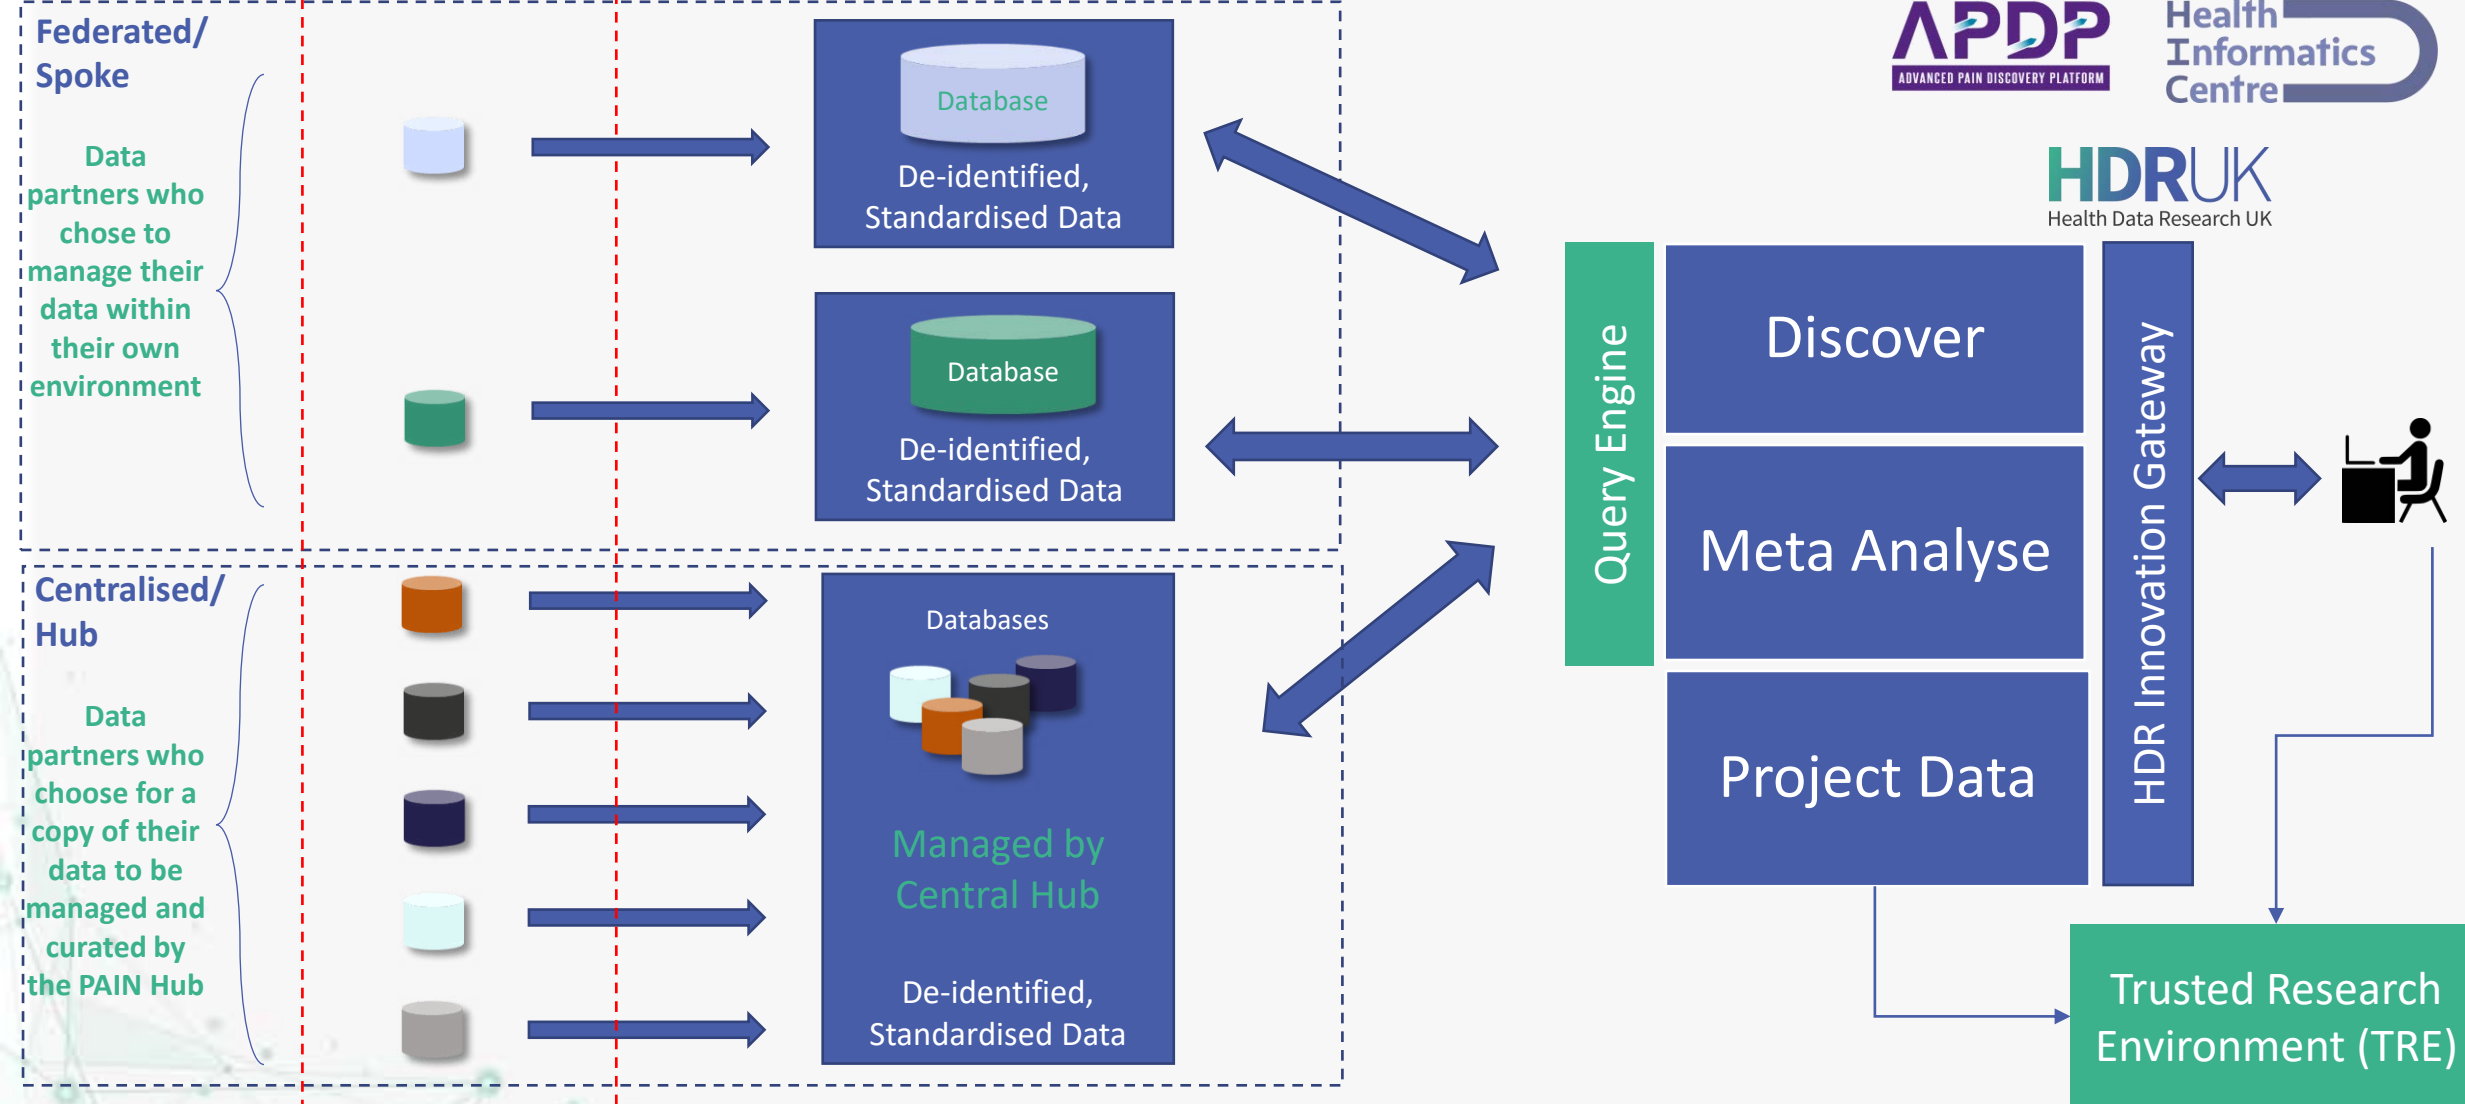 Federated/
Spoke
Data
partners who
chose to
manage their
data within
their own
environment
Database
De-identified,
Standardised Data
Database
De-identified,
Standardised Data
Centralised/
Hub
Data
partners who
choose for a
copy of their
data to be
managed and
curated by
the PAIN Hub
Databases
Managed by
Central Hub
De-identified,
Standardised Data
APDP
ADVANCED PAIN DISCOVERY PLATFORM
Health
Informatics
Centre
HDRUK
Health Data Research UK
Query Engine
Discover
Meta Analyse
Project Data
HDR Innovation Gateway
Trusted Research
Environment (TRE)